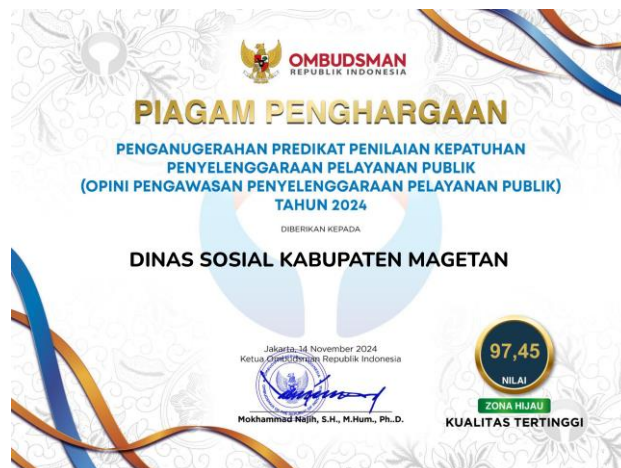 OMBUDSMAN
REPUBLIK INDONESIA
PIAGAM PENGHARGAAN
PENGANUGERAHAN PREDIKAT PENILAIAN KEPATUHAN
PENYELENGGARAAN PELAYANAN PUBLIK
(OPINI PENGAWASAN PENYELENGGARAAN PELAYANAN PUBLIK)
TAHUN 2024
DIBERIKAN KEPADA
DINAS SOSIAL KABUPATEN MAGETAN
Jakarta, 14 November 2024
Ketua Ombudsman Republik Indonesia
Mokhammad Najih, S.H., M.Hum., Ph.D.
97,45
NILAI
ZONA HIJAU
KUALITAS TERTINGGI